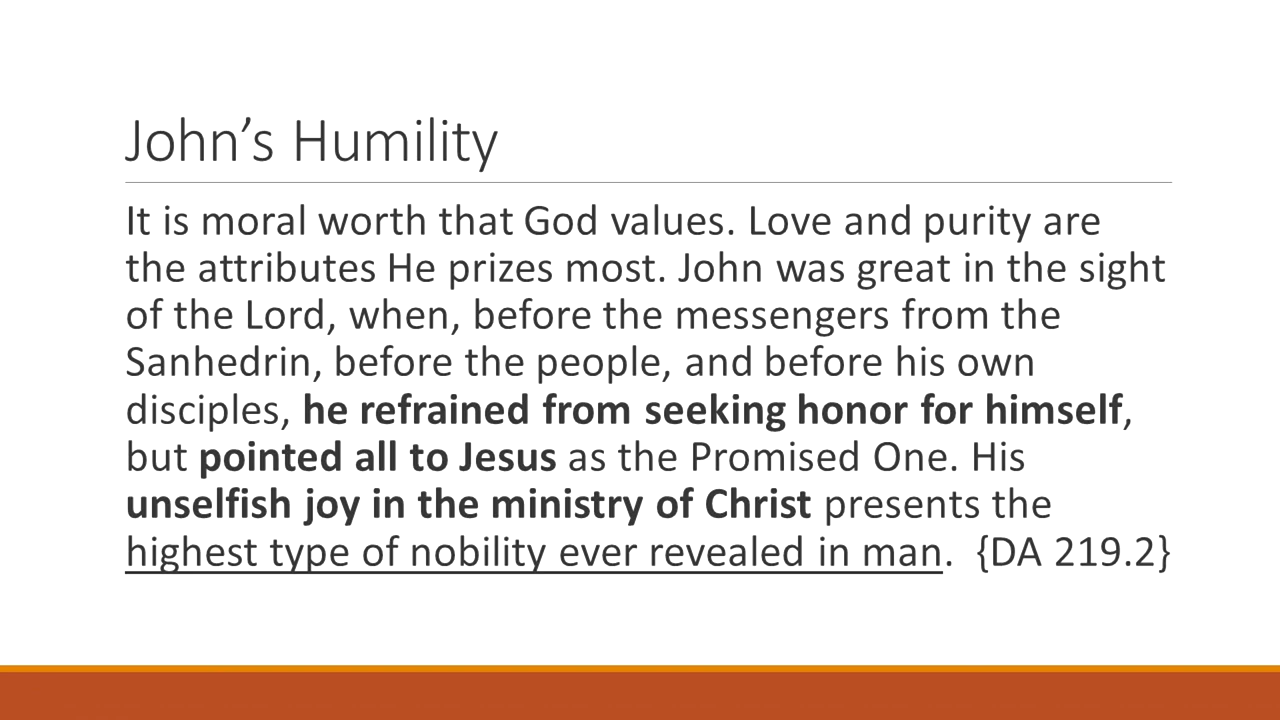 John’s Humility
It is moral worth that God values. Love and purity are
the attributes He prizes most. John was great in the sight
of the Lord, when, before the messengers from the
Sanhedrin, before the people, and before his own
disciples, he refrained from seeking honor for himself,
but pointed all to Jesus as the Promised One. His
unselfish joy in the ministry of Christ presents the
highest type of nobility ever revealed in man.  {DA 219.2}